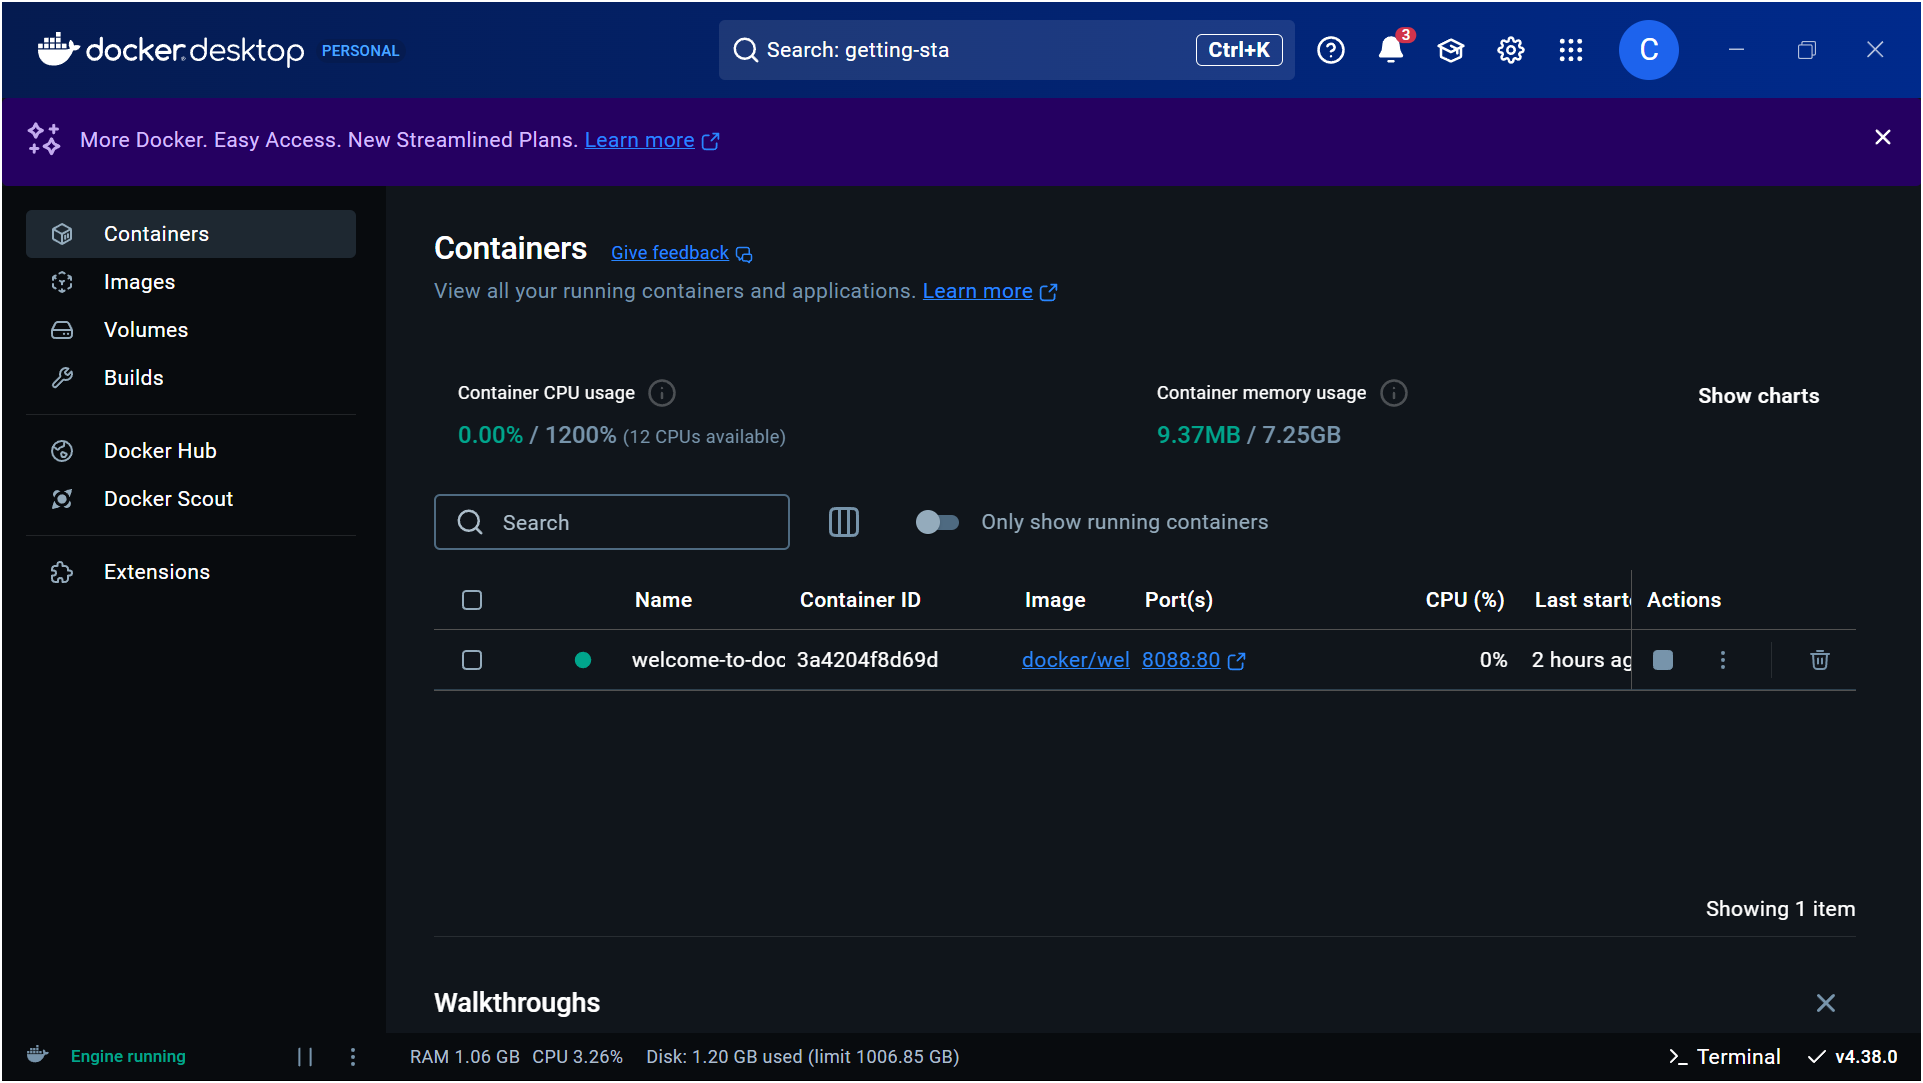 docker desktop PERSONAL
Search: getting-sta Ctrl+K
3
C
More Docker. Easy Access. New Streamlined Plans. Learn more
Containers
Images
Volumes
Builds
Docker Hub
Docker Scout
Extensions
Containers Give feedback
View all your running containers and applications. Learn more
Container CPU usage
0.00% / 1200% (12 CPUs available)
Container memory usage
9.37MB / 7.25GB
Show charts
Search
Only show running containers
Name Container ID Image Port(s) CPU (%) Last starte Actions
welcome-to-doc 3a4204f8d69d docker/wel 8088:80 0% 2 hours ag
Showing 1 item
Walkthroughs
Engine running RAM 1.06 GB CPU 3.26% Disk: 1.20 GB used (limit 1006.85 GB) >_ Terminal v4.38.0